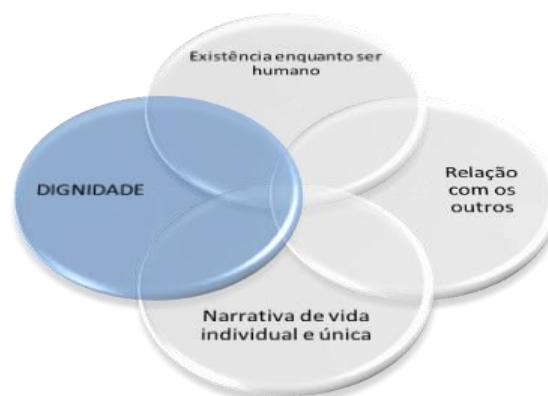 Existência enquanto ser
humano
DIGNIDADE
Relação
com os
outros
Narrativa de vida
individual e única